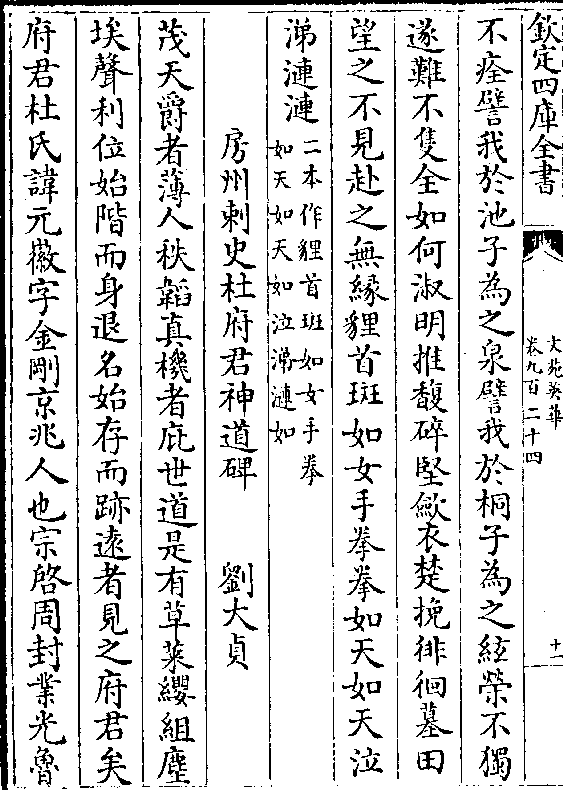 欽定四庫全書
文苑英華
卷九百二十四
十一
不痊譬我於池子為之泉譬我於桐子為之絃榮不獨
遂難不隻全如何淑明摧馥碎堅歛衣楚挽徘徊墓田
望之不見赴之無緣貍首斑如女手拳拳如天如天泣
涕漣漣二本作貍首班如女手拳
如天如天如泣涕漣如
房州刺史杜府君神道碑 劉大貞
茂天爵者薄人秩韜真機者庇世道是有草萊纓組塵
埃聲利位始階而身退名始存而跡逺者見之府君矣
府君杜氏諱元徽字金剛京兆人也宗啓周封業光魯